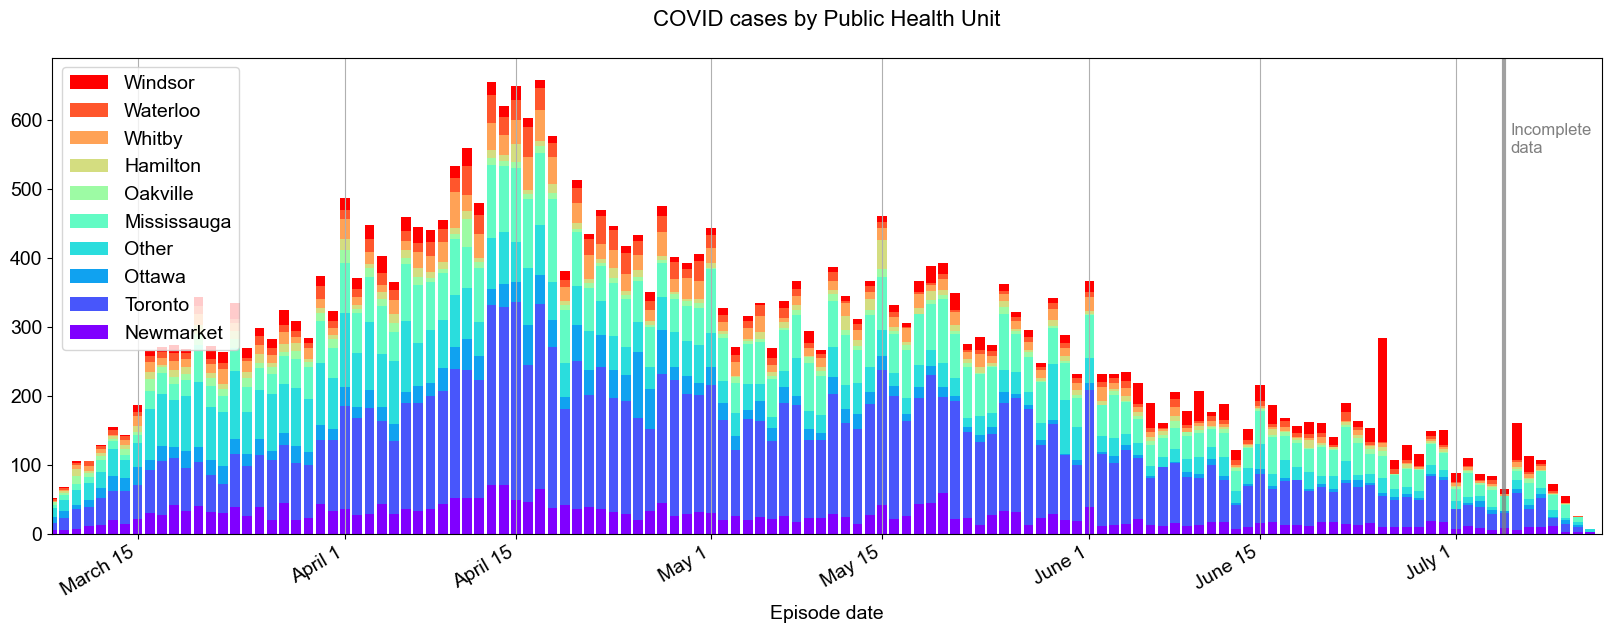 COVID cases by Public Health Unit
Windsor
Waterloo
Whitby
Hamilton
Oakville
Mississauga
Other
Ottawa
Toronto
Newmarket
Incomplete
data
600
500
400
300
200
100
0
March 15
April 1
April 15
May 1
May 15
June 1
June 15
July 1
Episode date